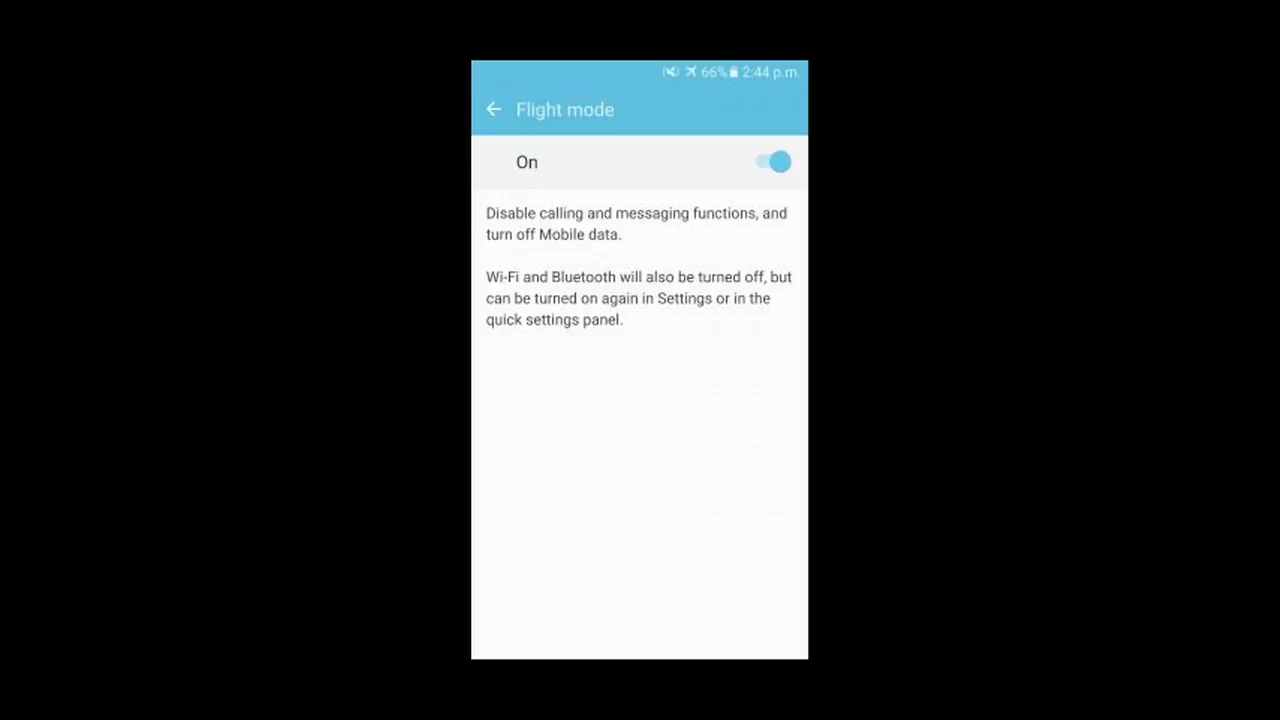 66% 2:44 p.m.
Flight mode
On
Disable calling and messaging functions, and
turn off Mobile data.
Wi-Fi and Bluetooth will also be turned off, but
can be turned on again in Settings or in the
quick settings panel.